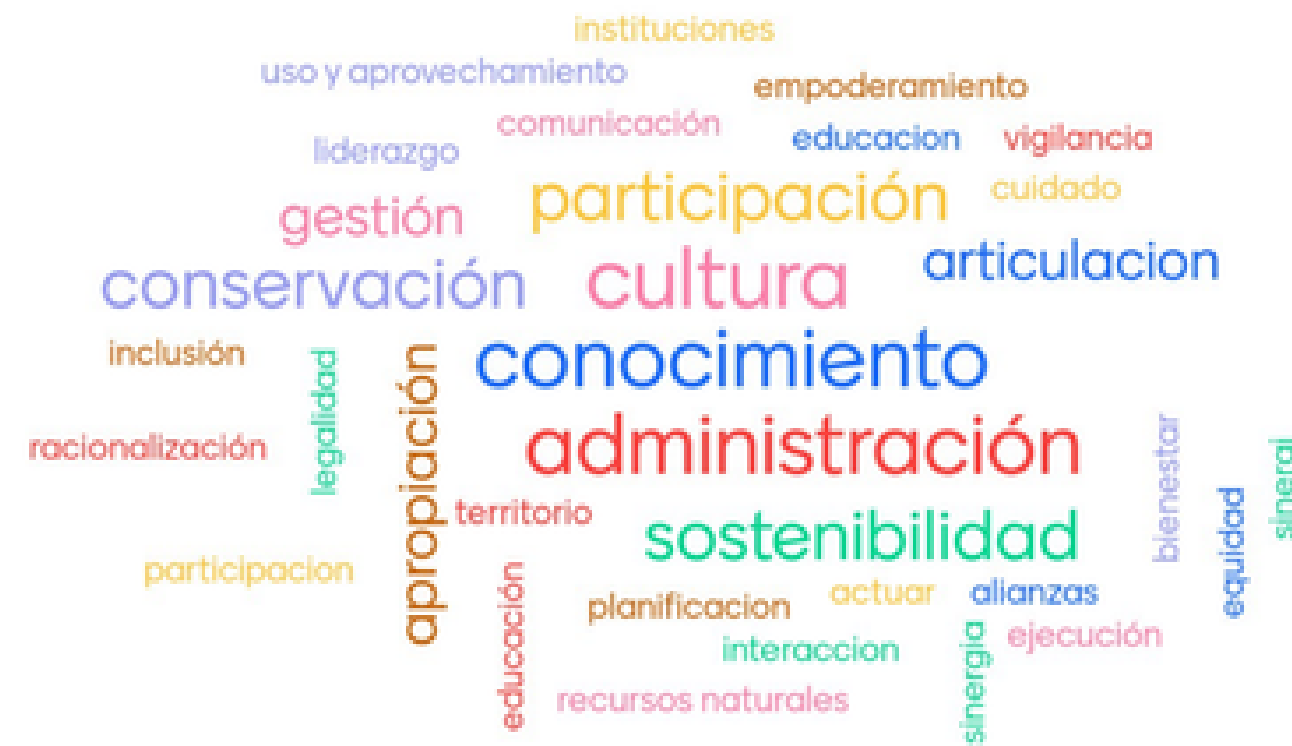 instituciones
uso y aprovechamiento
empoderamiento
comunicación
educacion
vigilancia
liderazgo
participación
cuidado
gestión
conservación
cultura
articulacion
inclusión
legalidad
apropiación
conocimiento
racionalización
administración
bienestar
equidad
sinergi
territorio
sostenibilidad
participacion
educación
planificacion
actuar
alianzas
interaccion
sinergia
ejecución
recursos naturales